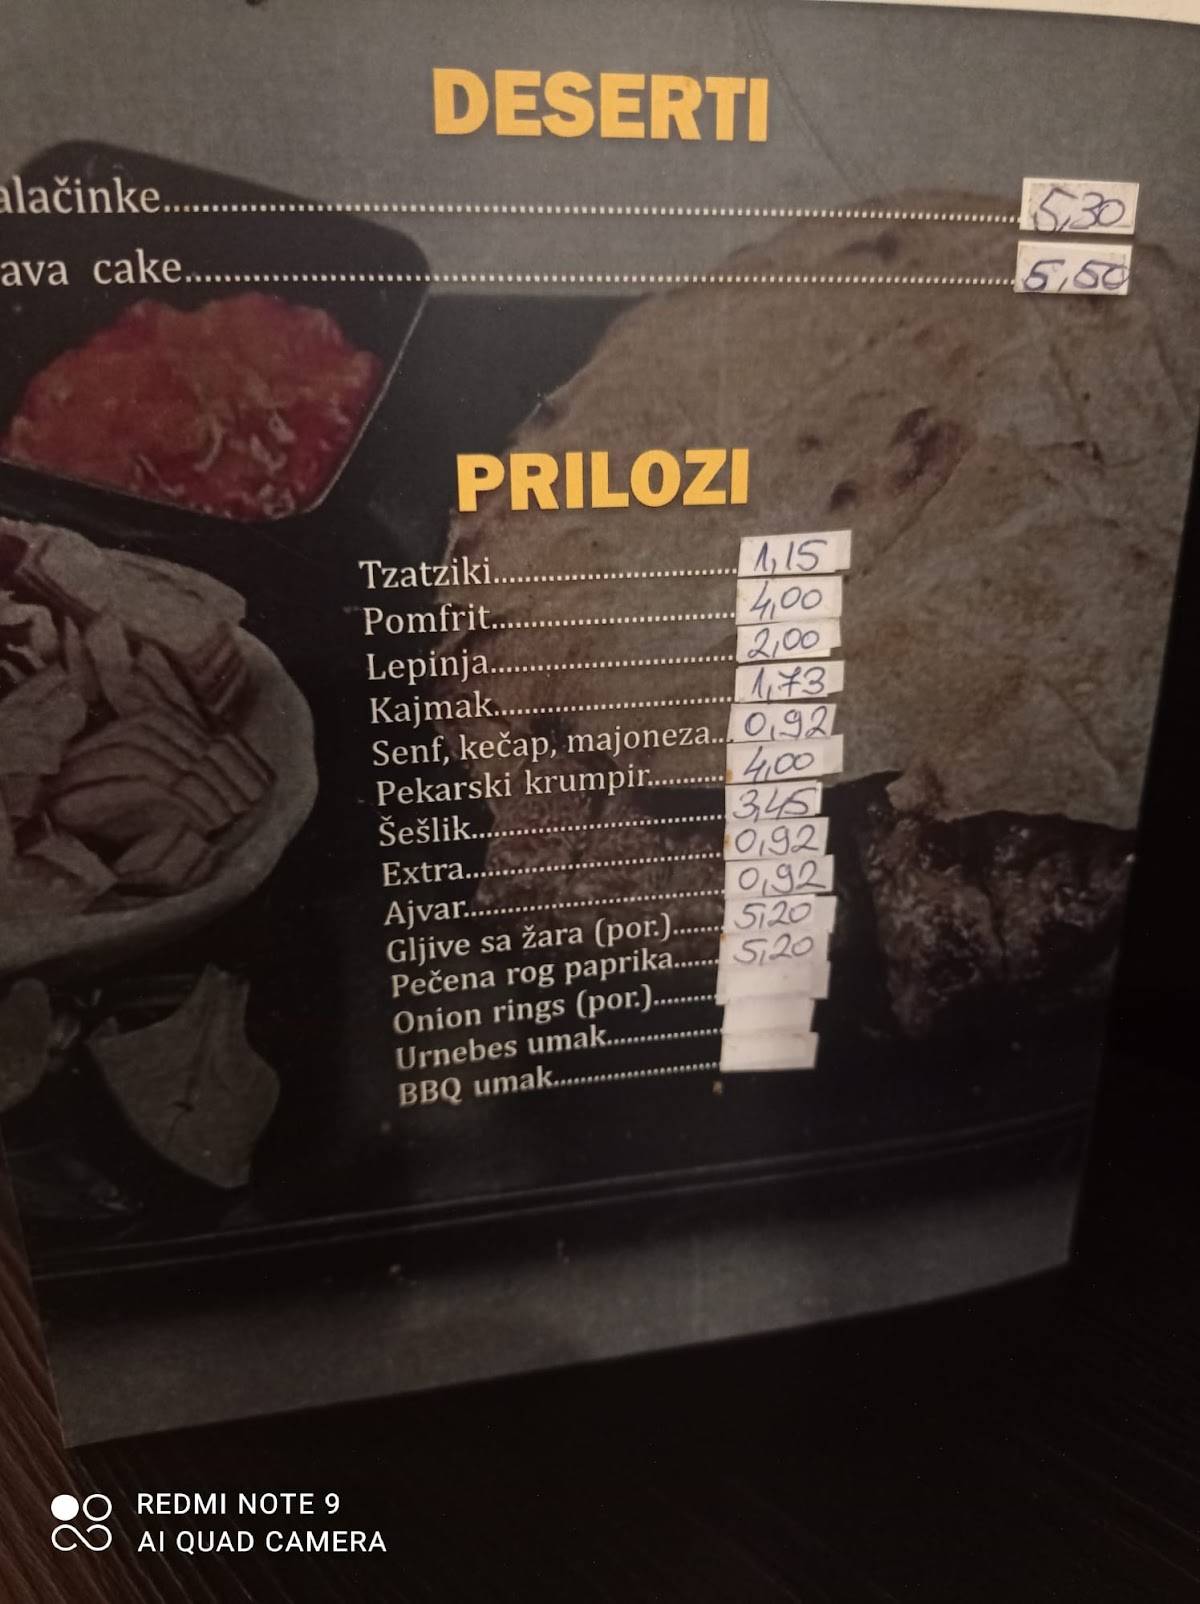 DESERTI
alačinke 5,30
ava cake 5,50
PRILOZI
Tzatziki 1,15
Pomfrit 4,00
Lepinja 2,00
Kajmak 1,73
Senf, kečap, majoneza 0,92
Pekarski krumpir 4,00
Šešlik 3,45
Extra 0,92
Ajvar 0,92
Gljive sa žara (por.) 5,20
Pečena rog paprika 5,20
Onion rings (por.)
Urnebes umak
BBQ umak
REDMI NOTE 9
AI QUAD CAMERA